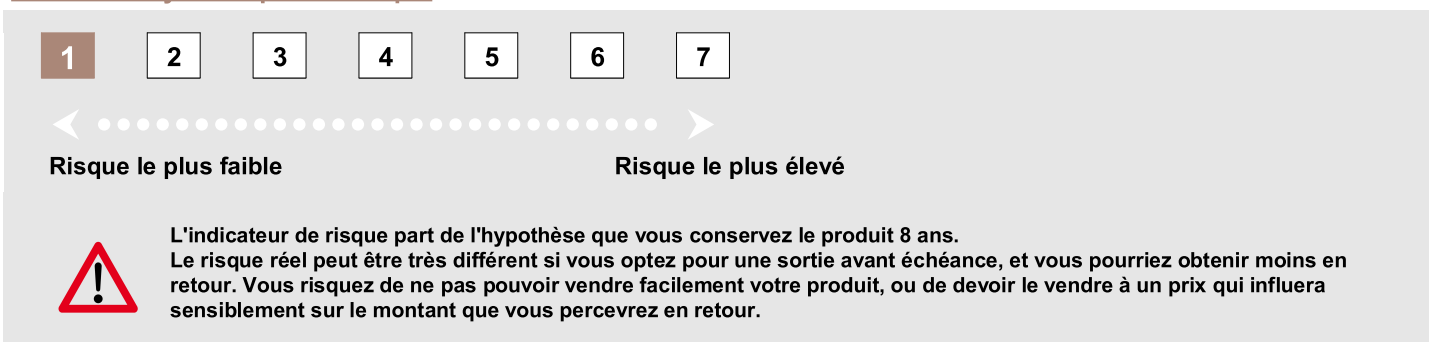 1 2 3 4 5 6 7
Risque le plus faible Risque le plus élevé
L'indicateur de risque part de l'hypothèse que vous conservez le produit 8 ans.
Le risque réel peut être très différent si vous optez pour une sortie avant échéance, et vous pourriez obtenir moins en
retour. Vous risquez de ne pas pouvoir vendre facilement votre produit, ou de devoir le vendre à un prix qui influera
sensiblement sur le montant que vous percevrez en retour.